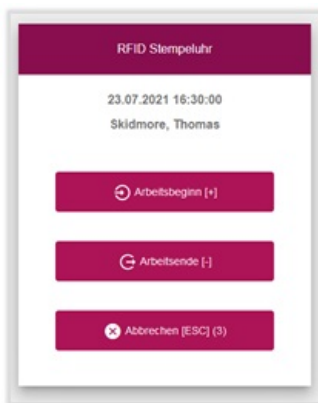 RFID Stempeluhr
23.07.2021 16:30:00
Skidmore, Thomas
Arbeitsbeginn [+]
Arbeitsende [-]
Abbrechen [ESC] (3)